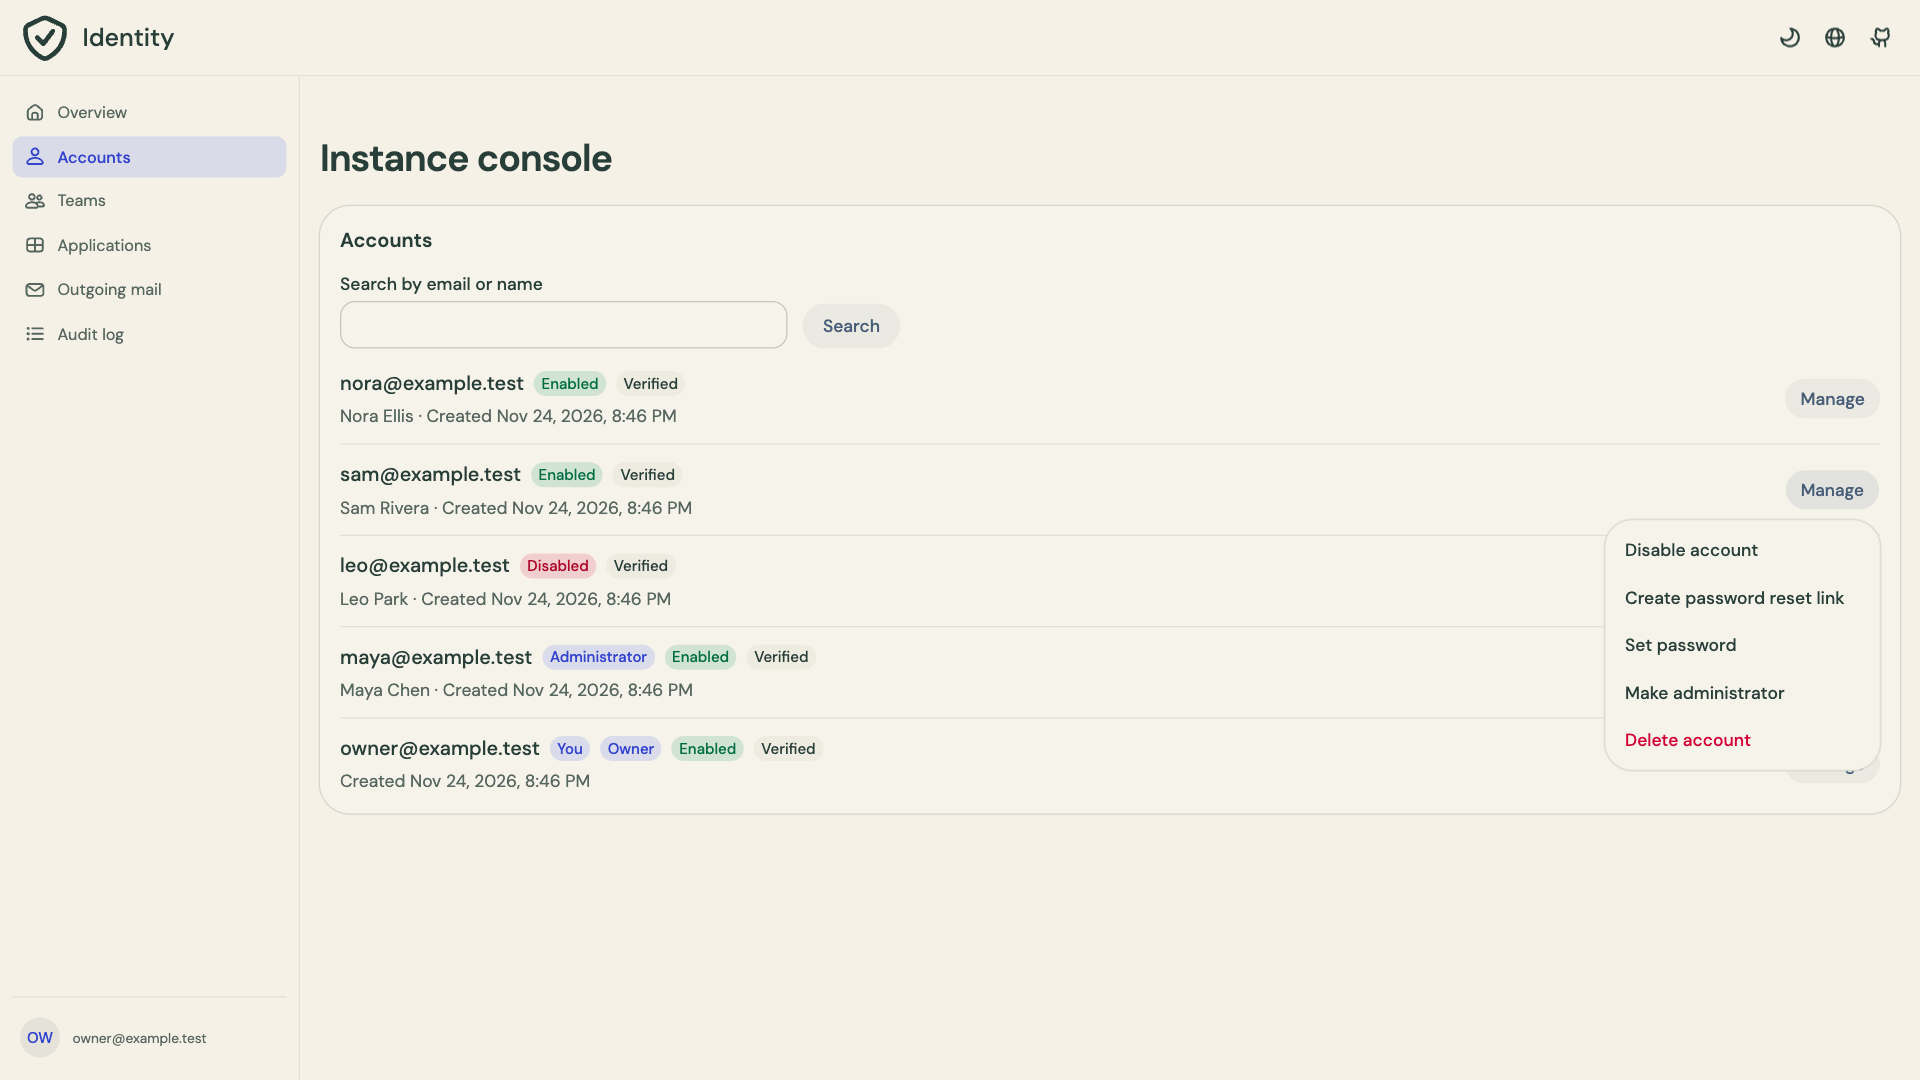 Identity
Overview
Accounts
Teams
Applications
Outgoing mail
Audit log
Instance console
Accounts
Search by email or name
Search
nora@example.test Enabled Verified
Nora Ellis · Created Nov 24, 2026, 8:46 PM
Manage
sam@example.test Enabled Verified
Sam Rivera · Created Nov 24, 2026, 8:46 PM
Manage
Disable account
Create password reset link
Set password
Make administrator
Delete account
leo@example.test Disabled Verified
Leo Park · Created Nov 24, 2026, 8:46 PM
maya@example.test Administrator Enabled Verified
Maya Chen · Created Nov 24, 2026, 8:46 PM
owner@example.test You Owner Enabled Verified
Created Nov 24, 2026, 8:46 PM
OW owner@example.test